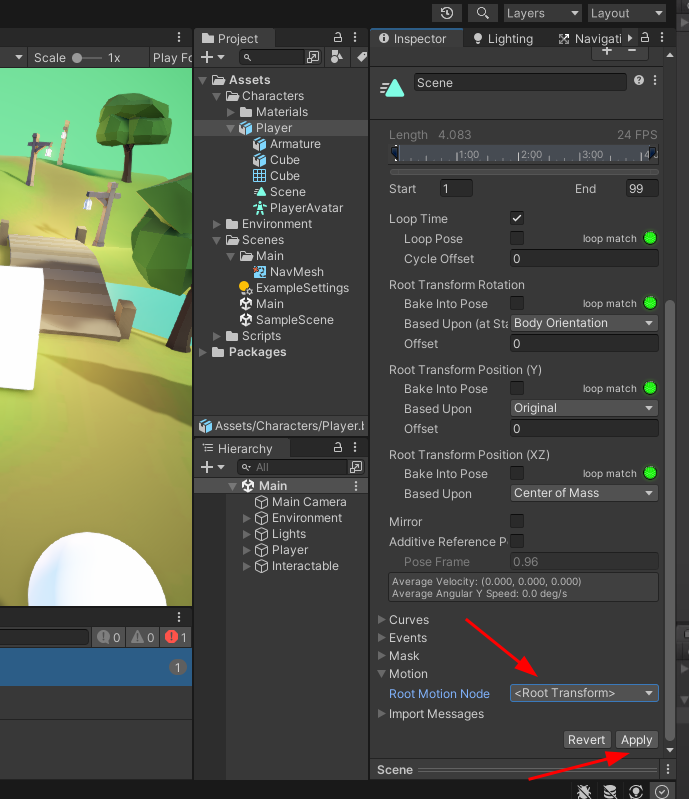 Layers
Layout
Scale 1x Play Fo
Project
Assets
Characters
Materials
Player
Armature
Cube
Cube
Scene
PlayerAvatar
Environment
Scenes
Main
NavMesh
ExampleSettings
Main
SampleScene
Scripts
Packages
Assets/Characters/Player.b
Hierarchy
All
Main
Main Camera
Environment
Lights
Player
Interactable
0 0 1
1
Inspector Lighting Navigati
Scene
Length 4.083 24 FPS
1:00 2:00 3:00
Start 1 End 99
Loop Time
Loop Pose loop match
Cycle Offset 0
Root Transform Rotation
Bake Into Pose loop match
Based Upon (at Sta Body Orientation
Offset 0
Root Transform Position (Y)
Bake Into Pose loop match
Based Upon Original
Offset 0
Root Transform Position (XZ)
Bake Into Pose loop match
Based Upon Center of Mass
Mirror
Additive Reference P
Pose Frame 0.96
Average Velocity: (0.000, 0.000, 0.000)
Average Angular Y Speed: 0.0 deg/s
Curves
Events
Mask
Motion
Root Motion Node <Root Transform>
Import Messages
Revert Apply
Scene